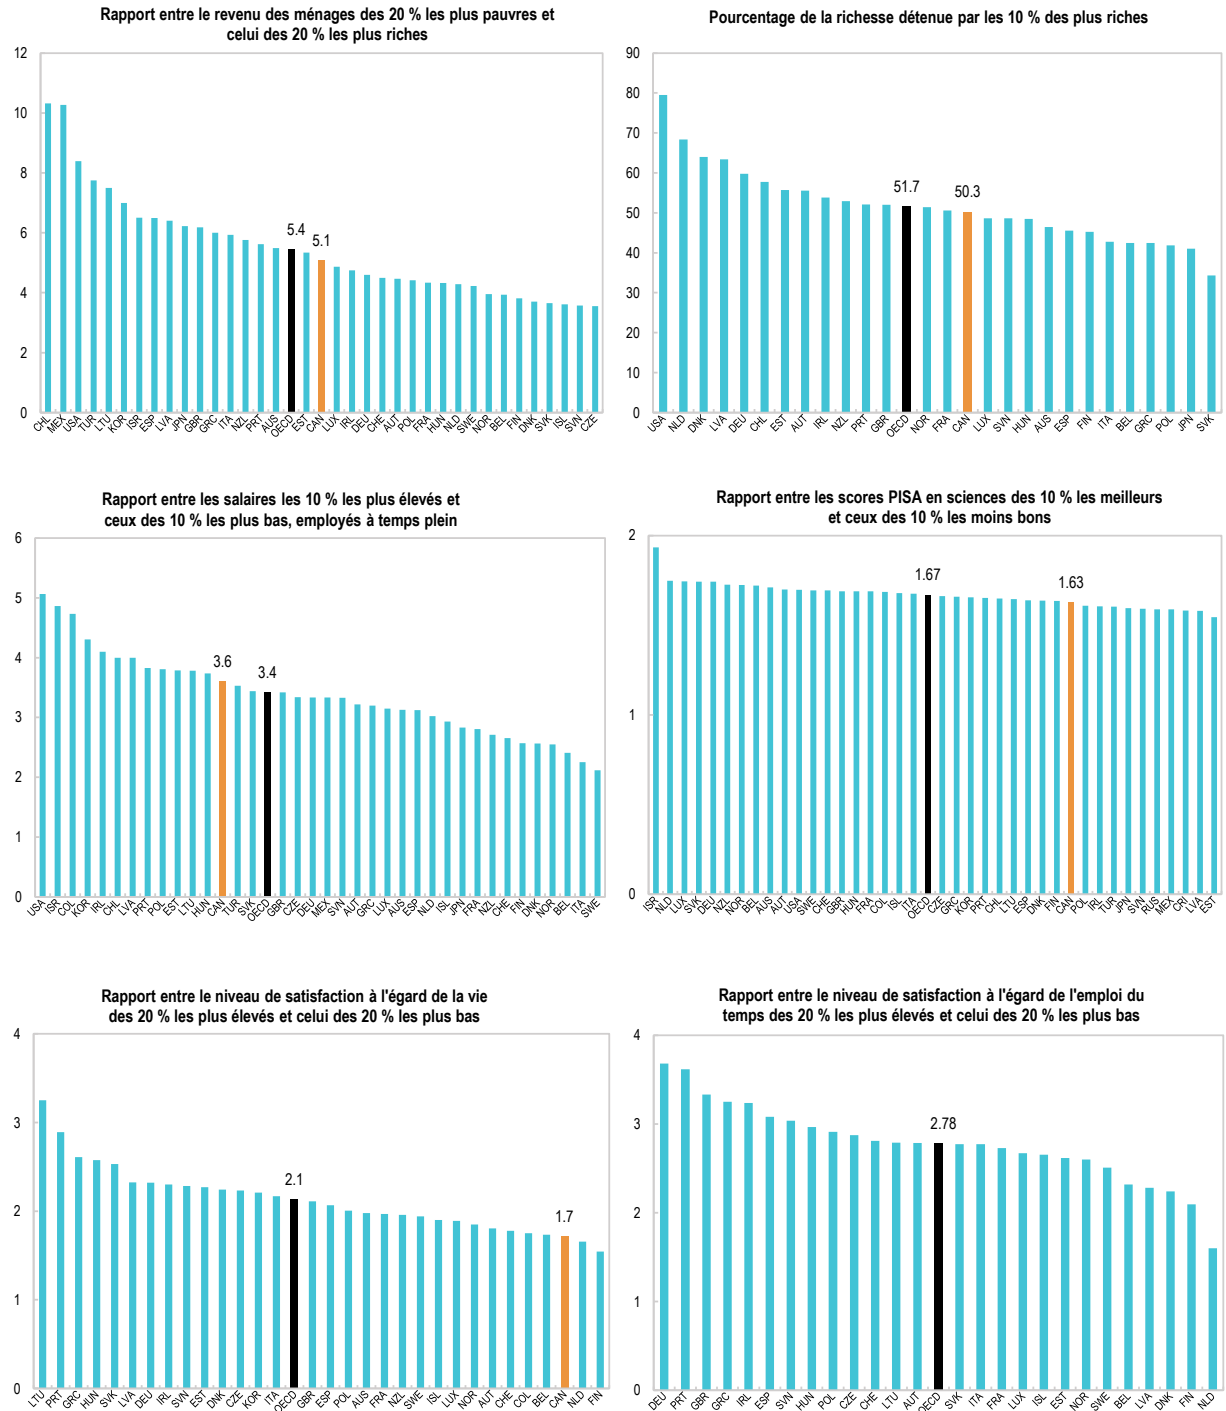 Rapport entre le revenu des ménages des 20 % les plus pauvres et
celui des 20 % les plus riches
12
10
8
6
4
2
0
5.4
5.1
CHL MEX USA TUR LTU KOR ISR ESP LVA JPN GBR GRC ITA NZL PRT AUS OECD EST CAN LUX IRL DEU CHE AUT POL FRA HUN NLD SWE NOR BEL FIN DNK SVK ISL SVN CZE
Pourcentage de la richesse détenue par les 10 % des plus riches
90
80
70
60
50
40
30
20
10
0
51.7
50.3
USA NLD DNK LVA DEU CHL EST AUT IRL NZL PRT GBR OECD NOR FRA CAN LUX SVN HUN AUS ESP FIN ITA BEL GRC POL JPN SVK
Rapport entre les salaires les 10 % les plus élevés et
ceux des 10 % les plus bas, employés à temps plein
6
5
4
3
2
1
0
3.6
3.4
USA ISR COL KOR IRL CHL LVA PRT POL EST LTU HUN CAN TUR SVK OECD GBR CZE DEU MEX SVN AUT GRC LUX AUS ESP NLD ISL JPN FRA NZL CHE FIN DNK NOR BEL ITA SWE
Rapport entre les scores PISA en sciences des 10 % les meilleurs
et ceux des 10 % les moins bons
2
1
0
1.67
1.63
ISR NLD LUX SVK DEU NZL NOR BEL AUS AUT USA SWE CHE GBR HUN FRA COL ISL ITA OECD CZE GRC KOR PRT CHL LTU ESP DNK FIN CAN POL IRL TUR JPN SVN RUS MEX CRI LVA EST
Rapport entre le niveau de satisfaction à l'égard de la vie
des 20 % les plus élevés et celui des 20 % les plus bas
4
3
2
1
0
2.1
1.7
LTU PRT GRC HUN SVK LVA DEU IRL SVN EST DNK CZE KOR ITA OECD GBR ESP POL AUS FRA NZL SWE ISL LUX NOR AUT CHE COL BEL CAN NLD FIN
Rapport entre le niveau de satisfaction à l'égard de l'emploi du
temps des 20 % les plus élevés et celui des 20 % les plus bas
4
3
2
1
0
2.78
DEU PRT GBR GRC IRL ESP SVN HUN POL CZE CHE LTU AUT OECD SVK ITA FRA LUX ISL EST NOR SWE BEL LVA DNK FIN NLD